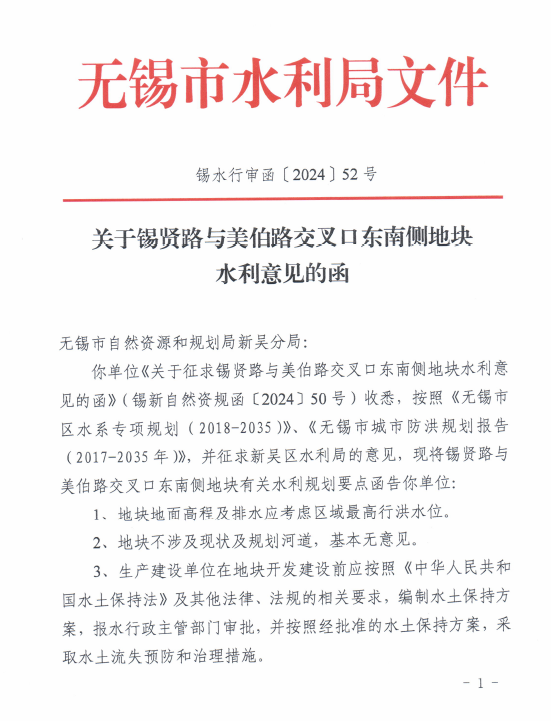 无锡市水利局文件
锡水行审函〔2024〕52号
关于锡贤路与美伯路交叉口东南侧地块
水利意见的函
无锡市自然资源和规划局新吴分局：
你单位《关于征求锡贤路与美伯路交叉口东南侧地块水利意
见的函》（锡新自然资规函〔2024〕50号）收悉，按照《无锡市
区水系专项规划（2018-2035）》、《无锡市城市防洪规划报告
（2017-2035年）》，并征求新吴区水利局的意见，现将锡贤路与
美伯路交叉口东南侧地块有关水利规划要点函告你单位：
1、地块地面高程及排水应考虑区域最高行洪水位。
2、地块不涉及现状及规划河道，基本无意见。
3、生产建设单位在地块开发建设前应按照《中华人民共和
国水土保持法》及其他法律、法规的相关要求，编制水土保持方
案，报水行政主管部门审批，并按照经批准的水土保持方案，采
取水土流失预防和治理措施。
- 1 -